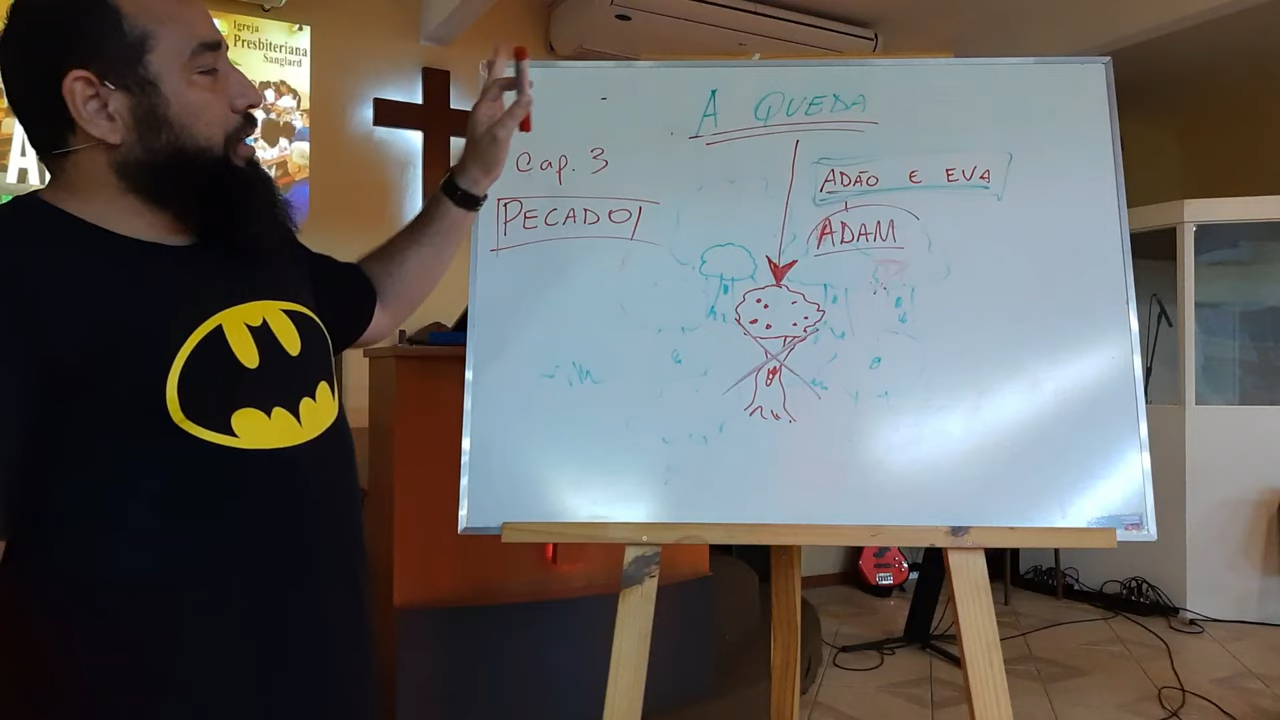 Igreja
Presbiteriana
Sanglard
A QUEDA
Cap. 3
PECADO
ADÃO E EVA
ADAM